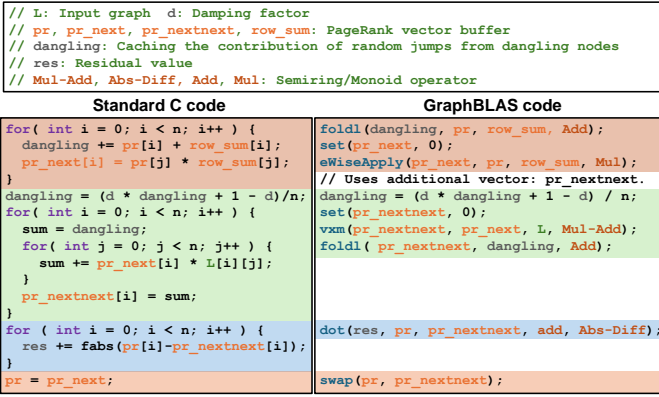 // L: Input graph  d: Damping factor
// pr, pr_next, pr_nextnext, row_sum: PageRank vector buffer
// dangling: Caching the contribution of random jumps from dangling nodes
// res: Residual value
// Mul-Add, Abs-Diff, Add, Mul: Semiring/Monoid operator
Standard C code
for( int i = 0; i < n; i++ ) {
  dangling += pr[i] + row_sum[i];
  pr_next[i] = pr[j] * row_sum[j];
}
dangling = (d * dangling + 1 - d)/n;
for( int i = 0; i < n; i++ ) {
  sum = dangling;
  for( int j = 0; j < n; j++ ) {
    sum += pr_next[i] * L[i][j];
  }
  pr_nextnext[i] = sum;
}
for ( int i = 0; i < n; i++ ) {
  res += fabs(pr[i]-pr_nextnext[i]);
}
pr = pr_next;
GraphBLAS code
foldl(dangling, pr, row_sum, Add);
set(pr_next, 0);
eWiseApply(pr_next, pr, row_sum, Mul);
// Uses additional vector: pr_nextnext.
dangling = (d * dangling + 1 - d) / n;
set(pr_nextnext, 0);
vxm(pr_nextnext, pr_next, L, Mul-Add);
foldl( pr_nextnext, dangling, Add);
dot(res, pr, pr_nextnext, add, Abs-Diff);
swap(pr, pr_nextnext);